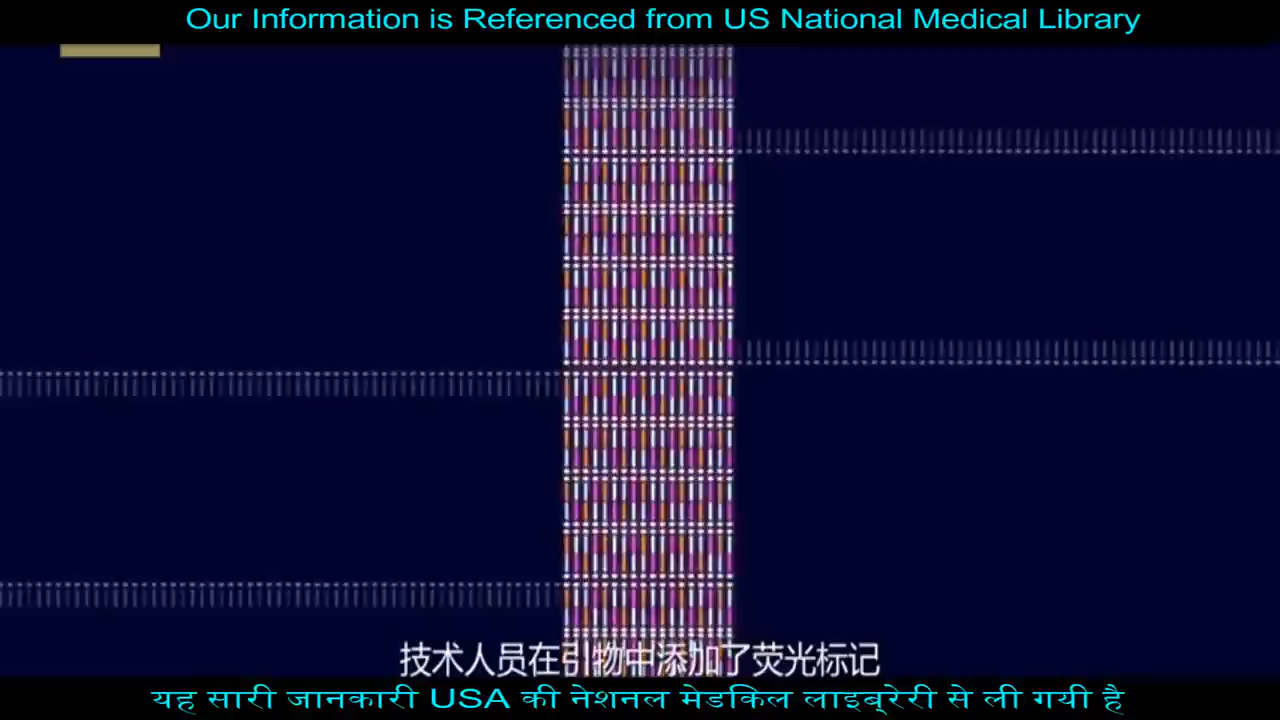 Our Information is Referenced from US National Medical Library
技术人员在引物中添加了荧光标记
यह सारी जानकारी USA की नेशनल मेडकिल लाइब्रेरी से ली गयी है